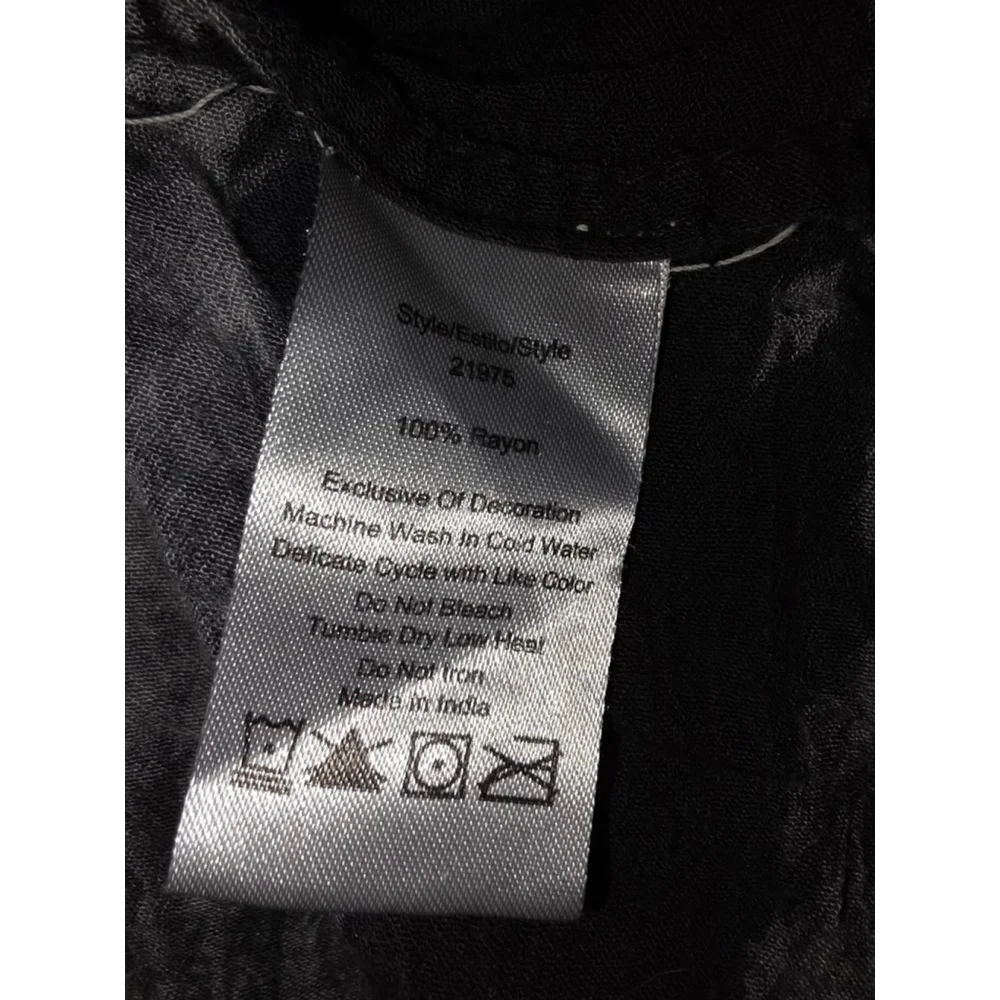 Style/Estilo/Style
21975
100% Rayon
Exclusive Of Decoration
Machine Wash In Cold Water
Delicate Cycle with Like Color
Do Not Bleach
Tumble Dry Low Heat
Do Not Iron
Made in India